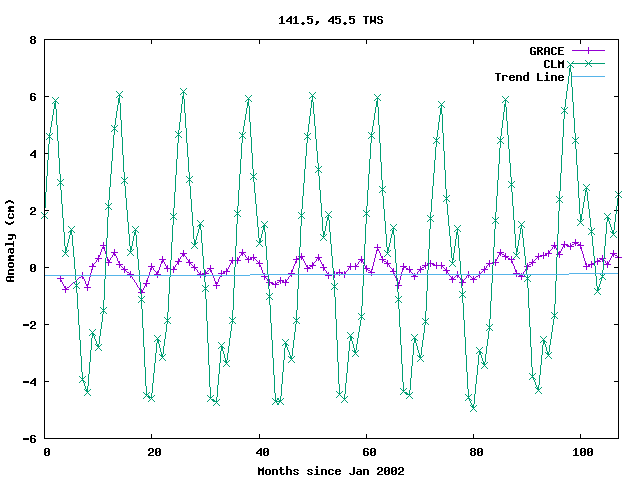 141.5, 45.5 TWS
GRACE
CLM
Trend Line
8
6
4
2
0
-2
-4
-6
Anomaly (cm)
0 20 40 60 80 100
Months since Jan 2002